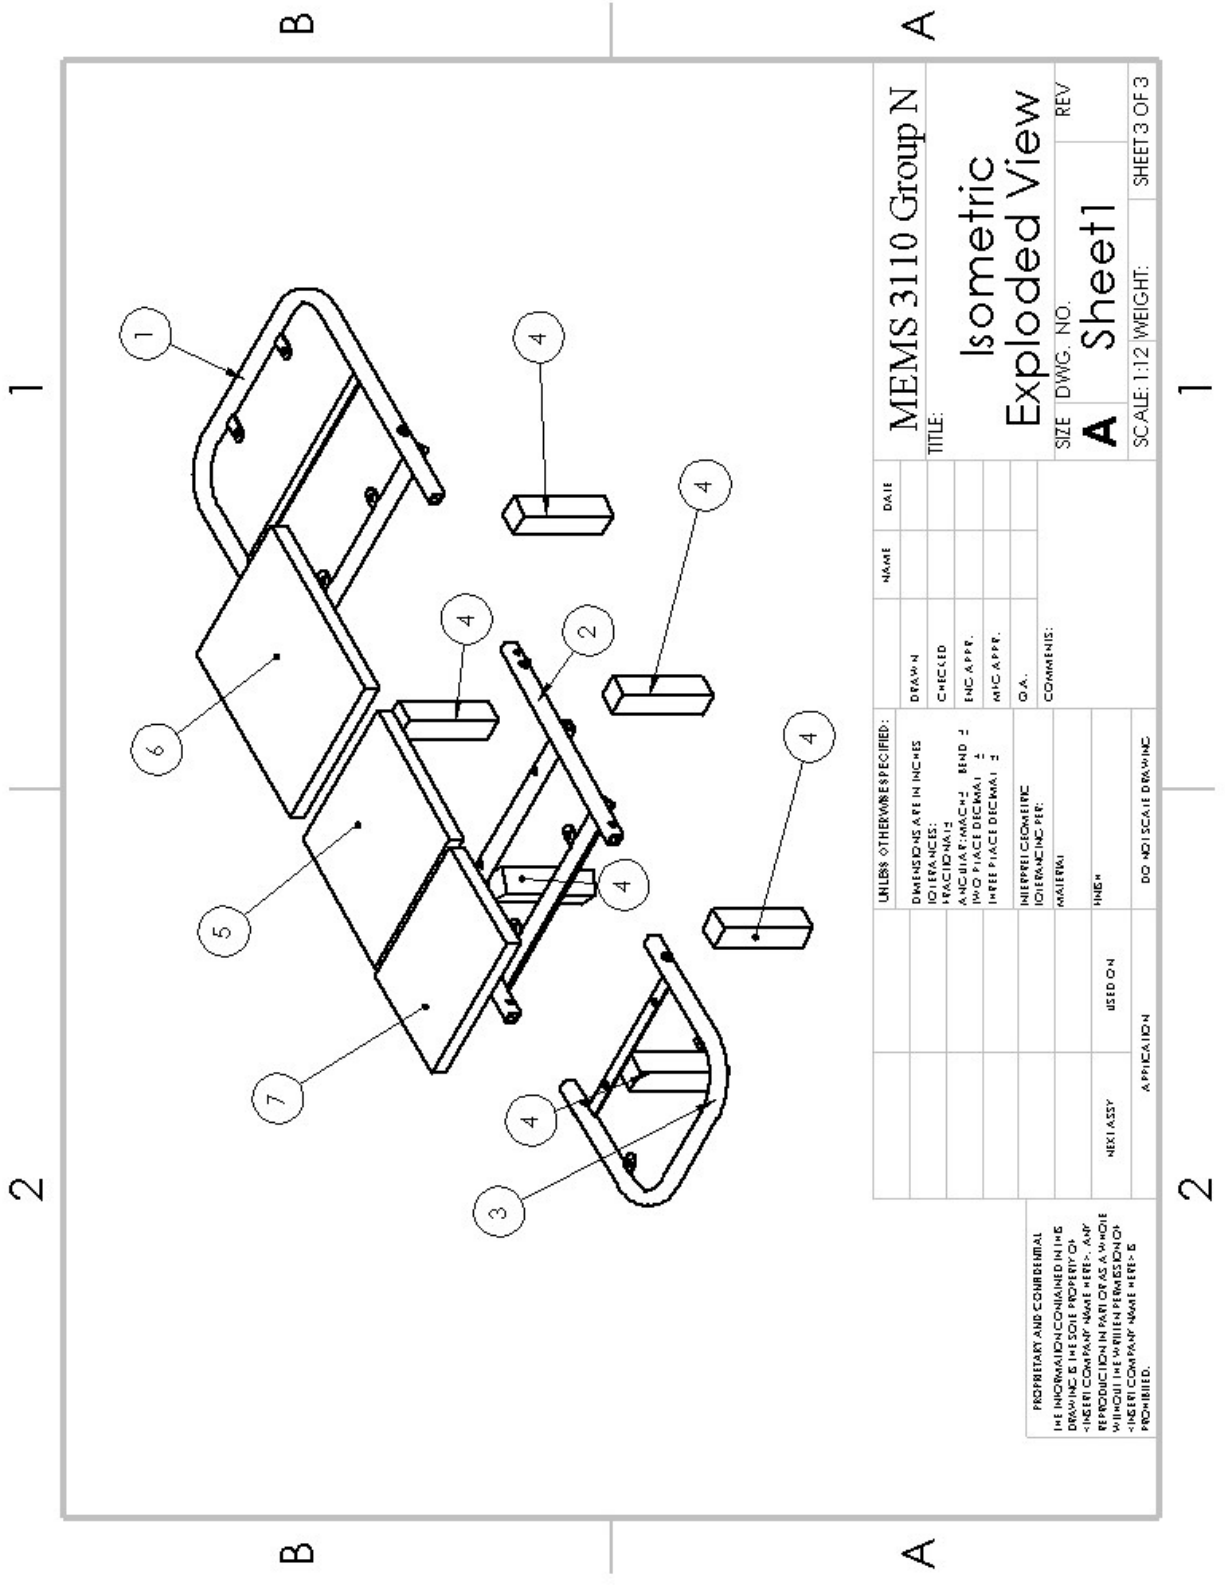 2
1
B
B
A
A
2
1
1
4
4
4
2
4
4
4
3
5
6
7
PROPRIETARY AND CONFIDENTIAL
THE INFORMATION CONTAINED IN THIS
DRAWING IS THE SOLE PROPERTY OF
<INSERT COMPANY NAME HERE>. ANY
REPRODUCTION IN PART OR AS A WHOLE
WITHOUT THE WRITTEN PERMISSION OF
<INSERT COMPANY NAME HERE> IS
PROHIBITED.
NEXT ASSY
USED ON
APPLICATION
UNLESS OTHERWISE SPECIFIED:
DIMENSIONS ARE IN INCHES
TOLERANCES:
FRACTIONAL ±
ANGULAR: MACH ± BEND ±
TWO PLACE DECIMAL ±
THREE PLACE DECIMAL ±
INTERPRET GEOMETRIC
TOLERANCING PER:
MATERIAL
FINISH
DO NOT SCALE DRAWING
NAME
DATE
DRAWN
CHECKED
ENG APPR.
MFG APPR.
Q.A.
COMMENTS:
MEMS 3110 Group N
TITLE:
Isometric
Exploded View
SIZE
DWG. NO.
REV
A
Sheet1
SCALE: 1:12
WEIGHT:
SHEET 3 OF 3